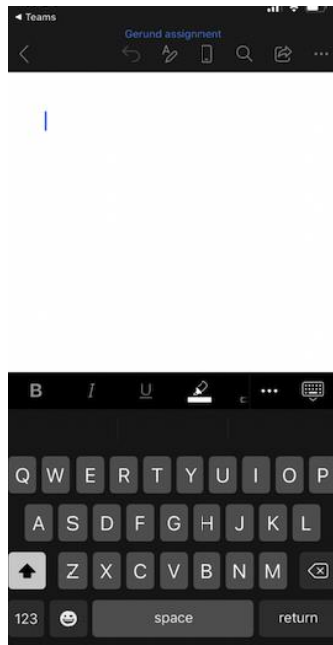 ◀ Teams
Gerund assignment
B I U
Q W E R T Y U I O P
A S D F G H J K L
Z X C V B N M
123 space return